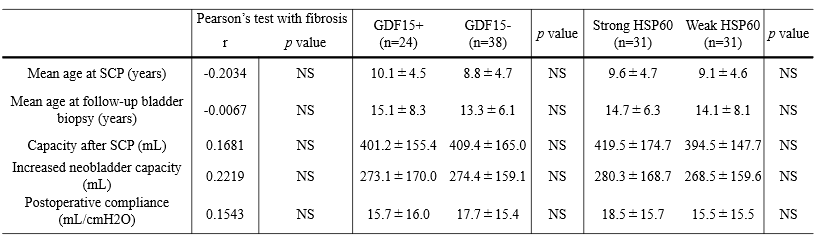 Pearson's test with fibrosis
r p value
GDF15+ (n=24)
GDF15- (n=38)
p value
Strong HSP60 (n=31)
Weak HSP60 (n=31)
p value
Mean age at SCP (years) -0.2034 NS 10.1 ± 4.5 8.8 ± 4.7 NS 9.6 ± 4.7 9.1 ± 4.6 NS
Mean age at follow-up bladder
biopsy (years) -0.0067 NS 15.1 ± 8.3 13.3 ± 6.1 NS 14.7 ± 6.3 14.1 ± 8.1 NS
Capacity after SCP (mL) 0.1681 NS 401.2 ± 155.4 409.4 ± 165.0 NS 419.5 ± 174.7 394.5 ± 147.7 NS
Increased neobladder capacity
(mL) 0.2219 NS 273.1 ± 170.0 274.4 ± 159.1 NS 280.3 ± 168.7 268.5 ± 159.6 NS
Postoperative compliance
(mL/cmH2O) 0.1543 NS 15.7 ± 16.0 17.7 ± 15.4 NS 18.5 ± 15.7 15.5 ± 15.5 NS